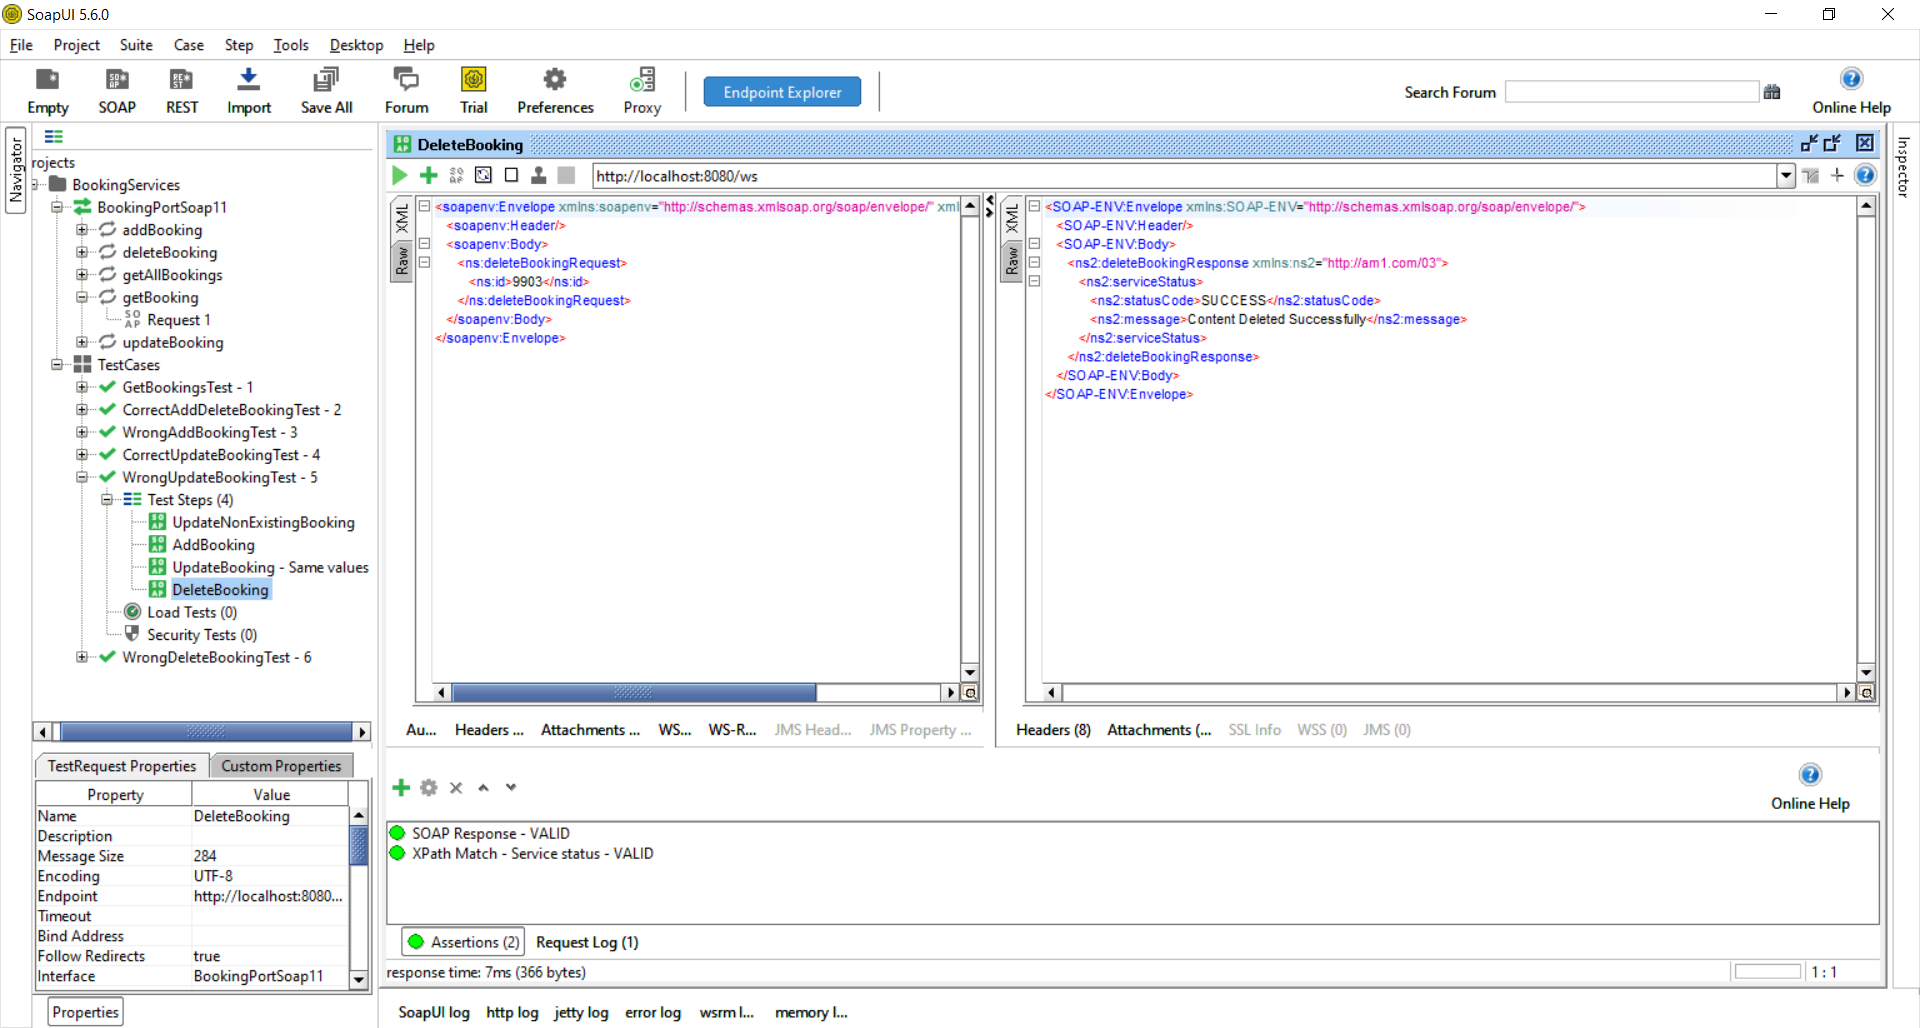 SoapUI 5.6.0
File Project Suite Case Step Tools Desktop Help
Empty SOAP REST Import Save All Forum Trial Preferences Proxy Endpoint Explorer Search Forum Online Help
Navigator
rojects
BookingServices
BookingPortSoap11
addBooking
deleteBooking
getAllBookings
getBooking
Request 1
updateBooking
TestCases
GetBookingsTest - 1
CorrectAddDeleteBookingTest - 2
WrongAddBookingTest - 3
CorrectUpdateBookingTest - 4
WrongUpdateBookingTest - 5
Test Steps (4)
UpdateNonExistingBooking
AddBooking
UpdateBooking - Same values
DeleteBooking
Load Tests (0)
Security Tests (0)
WrongDeleteBookingTest - 6
TestRequest Properties Custom Properties
Property Value
Name DeleteBooking
Description
Message Size 284
Encoding UTF-8
Endpoint http://localhost:8080...
Timeout
Bind Address
Follow Redirects true
Interface BookingPortSoap11
Properties
DeleteBooking
http://localhost:8080/ws
XML
Raw
<soapenv:Envelope xmlns:soapenv="http://schemas.xmlsoap.org/soap/envelope/" xml
<soapenv:Header/>
<soapenv:Body>
<ns:deleteBookingRequest>
<ns:id>9903</ns:id>
</ns:deleteBookingRequest>
</soapenv:Body>
</soapenv:Envelope>
Au... Headers ... Attachments ... WS... WS-R... JMS Head... JMS Property ...
XML
Raw
<SOAP-ENV:Envelope xmlns:SOAP-ENV="http://schemas.xmlsoap.org/soap/envelope/">
<SOAP-ENV:Header/>
<SOAP-ENV:Body>
<ns2:deleteBookingResponse xmlns:ns2="http://am1.com/03">
<ns2:serviceStatus>
<ns2:statusCode>SUCCESS</ns2:statusCode>
<ns2:message>Content Deleted Successfully</ns2:message>
</ns2:serviceStatus>
</ns2:deleteBookingResponse>
</SOAP-ENV:Body>
</SOAP-ENV:Envelope>
Headers (8) Attachments (... SSL Info WSS (0) JMS (0)
Inspector
Online Help
SOAP Response - VALID
XPath Match - Service status - VALID
Assertions (2) Request Log (1)
response time: 7ms (366 bytes) 1 : 1
SoapUI log http log jetty log error log wsrm l... memory l...